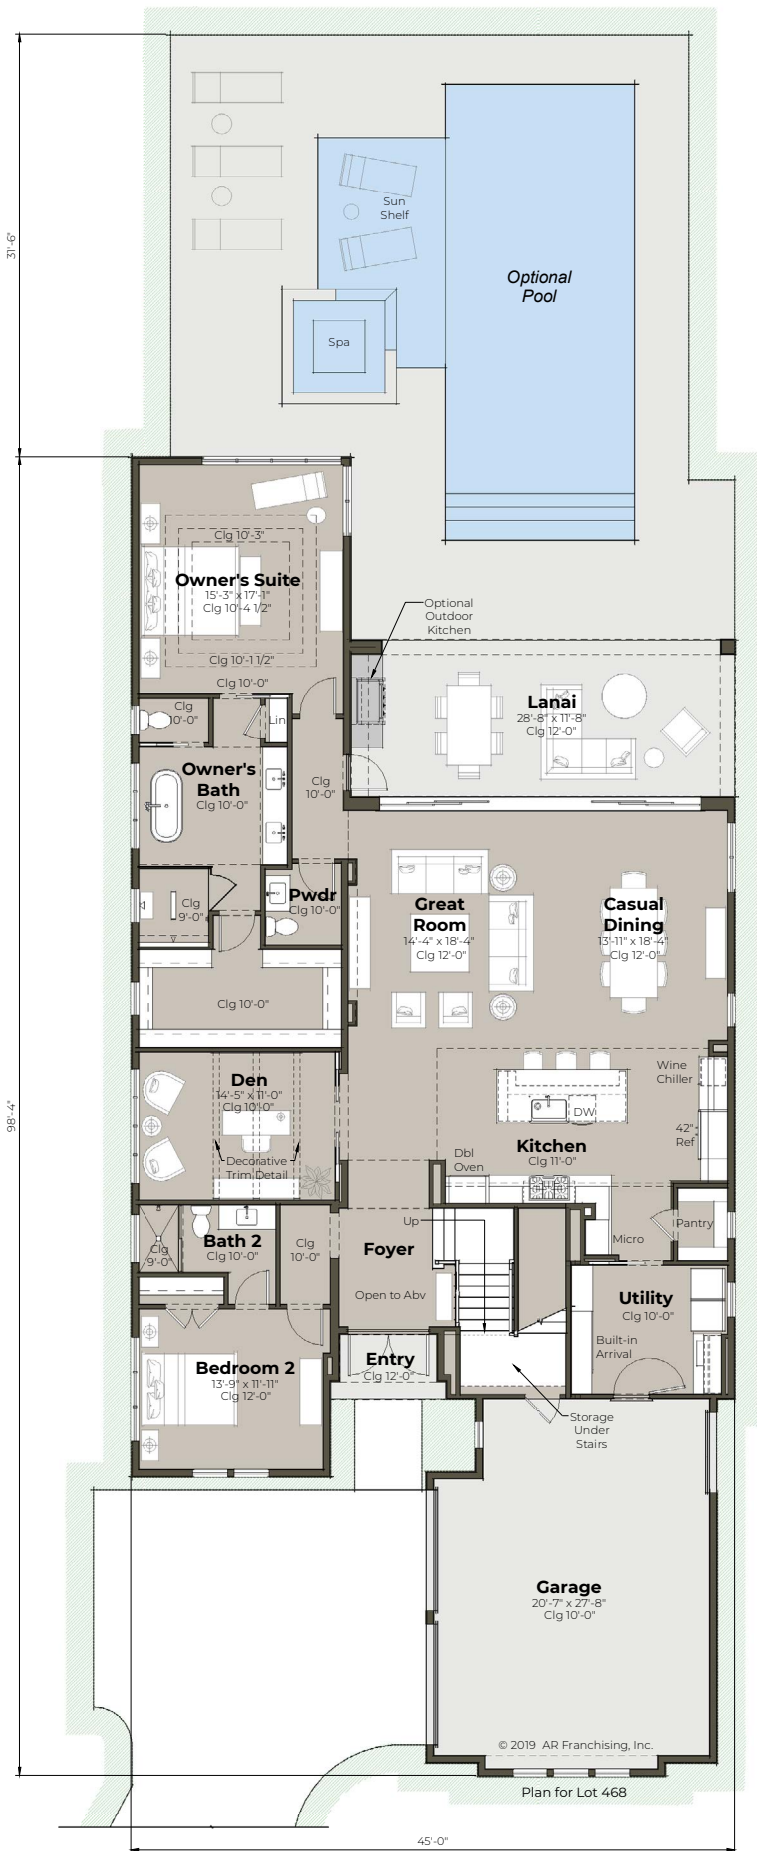 31'-6"
Sun
Shelf
Optional
Pool
Spa
Clg 10'-3"
Owner's Suite
15'-3" x 17'-1"
Clg 10'-4 1/2"
Clg 10'-1 1/2"
Clg 10'-0"
Optional
Outdoor
Kitchen
Lanai
28'-8" x 11'-8"
Clg 12'-0"
Clg
10'-0"
Lin
Owner's
Bath
Clg 10'-0"
Clg
10'-0"
Pwdr
Clg 10'-0"
Clg
9'-0"
Great
Room
14'-4" x 18'-4"
Clg 12'-0"
Casual
Dining
13'-11" x 18'-4"
Clg 12'-0"
Clg 10'-0"
98'-4"
Den
14'-5" x 11'-0"
Clg 10'-0"
Decorative
Trim Detail
Wine
Chiller
DW
42"
Ref
Kitchen
Clg 11'-0"
Dbl
Oven
Micro
Pantry
Bath 2
Clg 10'-0"
Clg
9'-0"
Clg
10'-0"
Up
Foyer
Open to Abv
Utility
Clg 10'-0"
Built-in
Arrival
Entry
Clg 12'-0"
Bedroom 2
13'-9" x 11'-11"
Clg 12'-0"
Storage
Under
Stairs
Garage
20'-7" x 27'-8"
Clg 10'-0"
© 2019 AR Franchising, Inc.
Plan for Lot 468
45'-0"